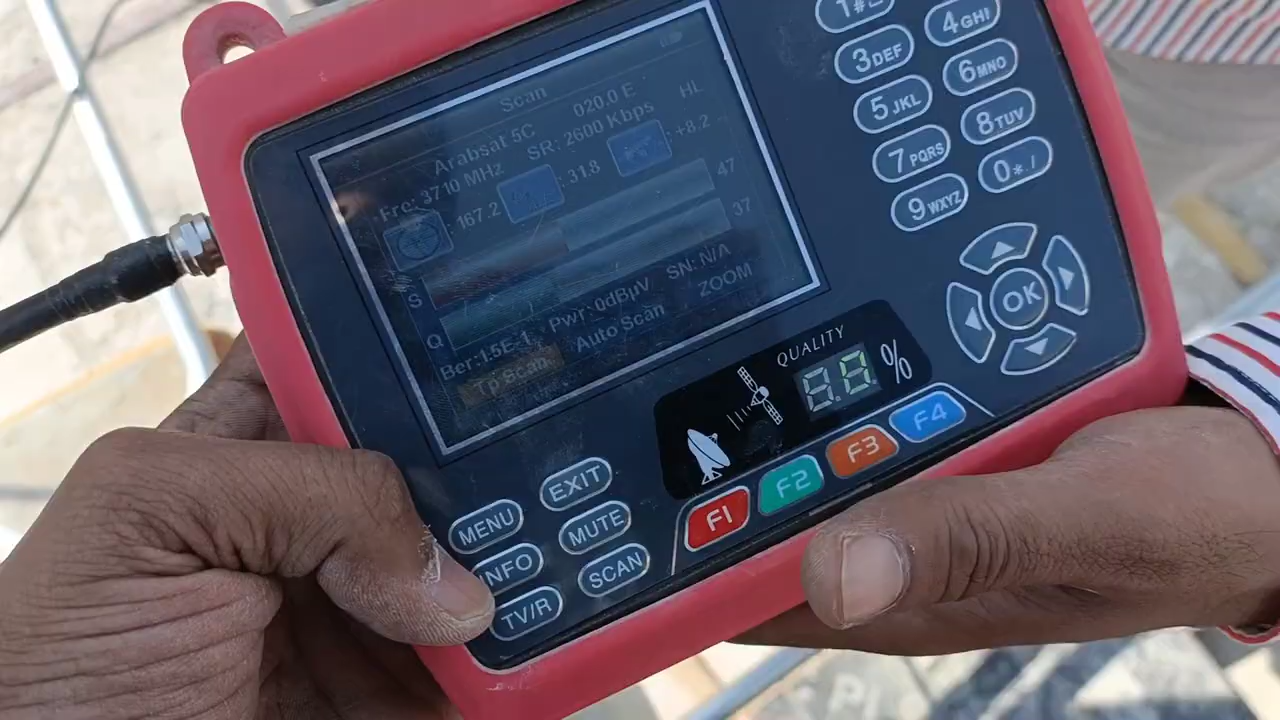 Scan
Arabsat 5C 020.0 E
Fre: 3710 MHz SR: 2600 Kbps HL
: 167.2 : 31.8 : +8.2
S 47
Q 37
Ber:1.5E-1 Pwr: 0dBµV SN: N/A
Tp Scan Auto Scan ZOOM
QUALITY
%
F1 F2 F3 F4
MENU EXIT
INFO MUTE
TV/R SCAN
1#
3DEF 4GHI
5JKL 6MNO
7PQRS 8TUV
9WXYZ 0*./
OK